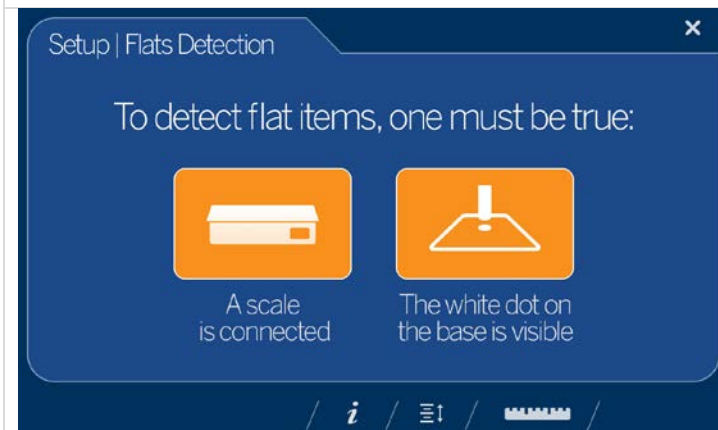 Setup | Flats Detection
To detect flat items, one must be true:
A scale
is connected
The white dot on
the base is visible
i